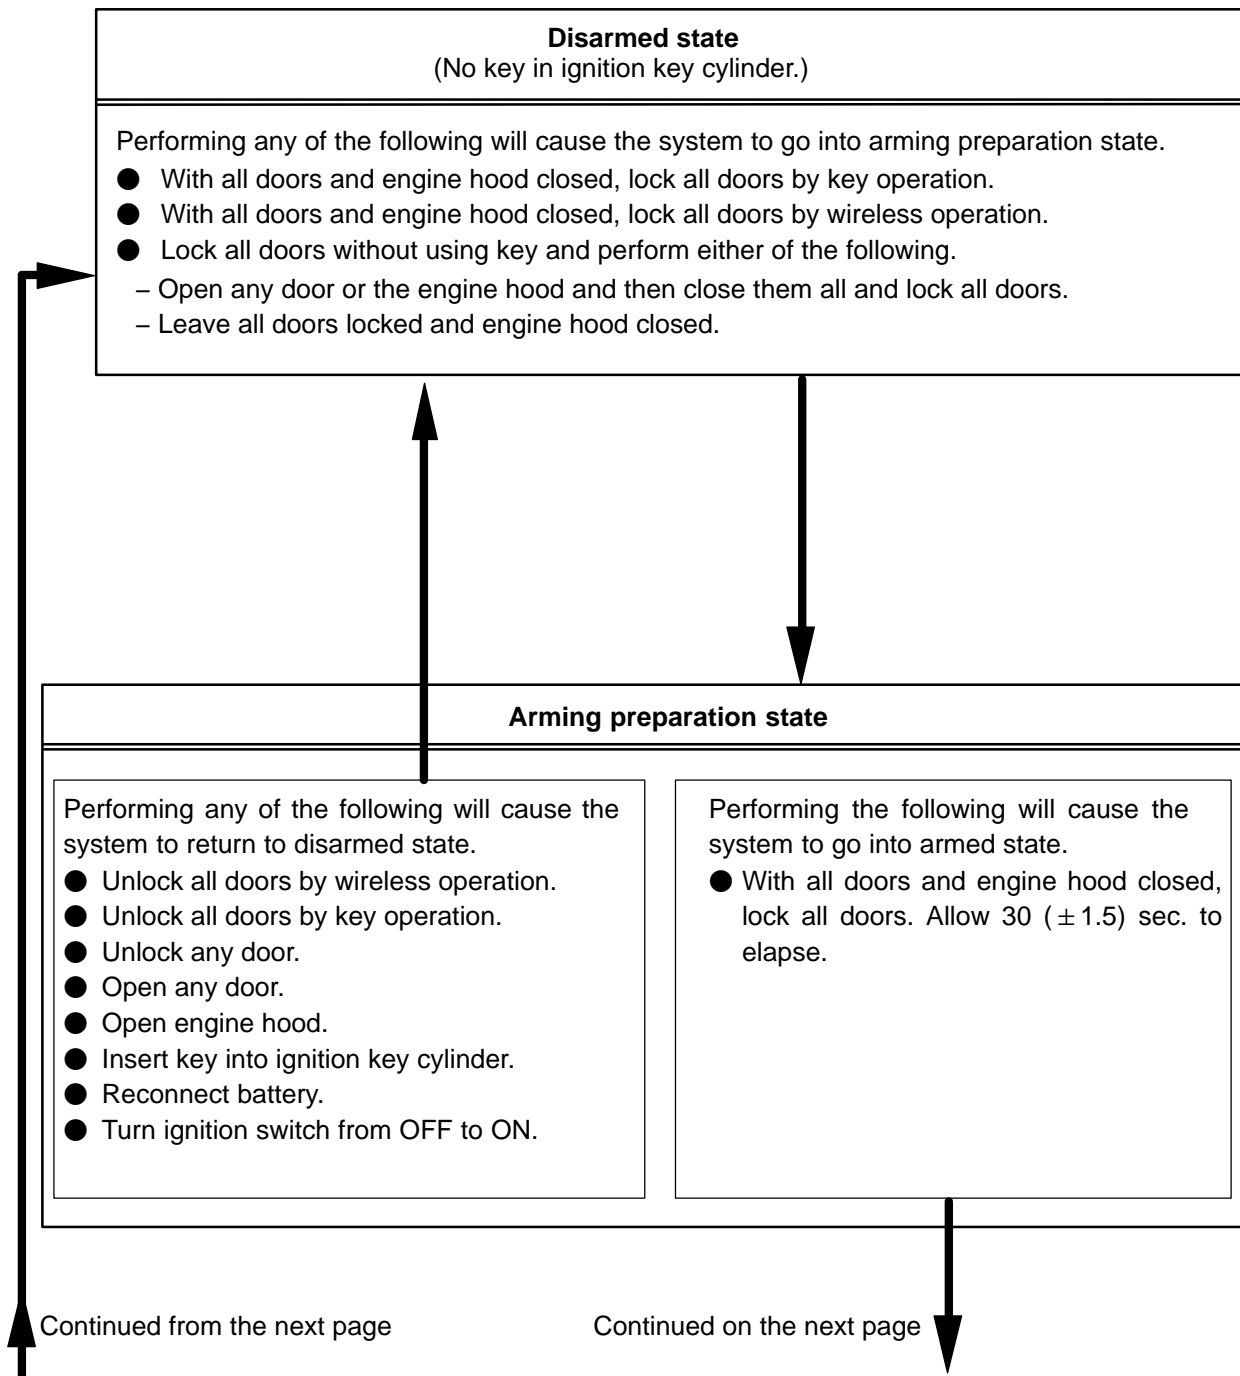 Disarmed state
(No key in ignition key cylinder.)
Performing any of the following will cause the system to go into arming preparation state.
● With all doors and engine hood closed, lock all doors by key operation.
● With all doors and engine hood closed, lock all doors by wireless operation.
● Lock all doors without using key and perform either of the following.
– Open any door or the engine hood and then close them all and lock all doors.
– Leave all doors locked and engine hood closed.
Arming preparation state
Performing any of the following will cause the
system to return to disarmed state.
● Unlock all doors by wireless operation.
● Unlock all doors by key operation.
● Unlock any door.
● Open any door.
● Open engine hood.
● Insert key into ignition key cylinder.
● Reconnect battery.
● Turn ignition switch from OFF to ON.
Performing the following will cause the
system to go into armed state.
● With all doors and engine hood closed,
lock all doors. Allow 30 (±1.5) sec. to
elapse.
Continued from the next page
Continued on the next page